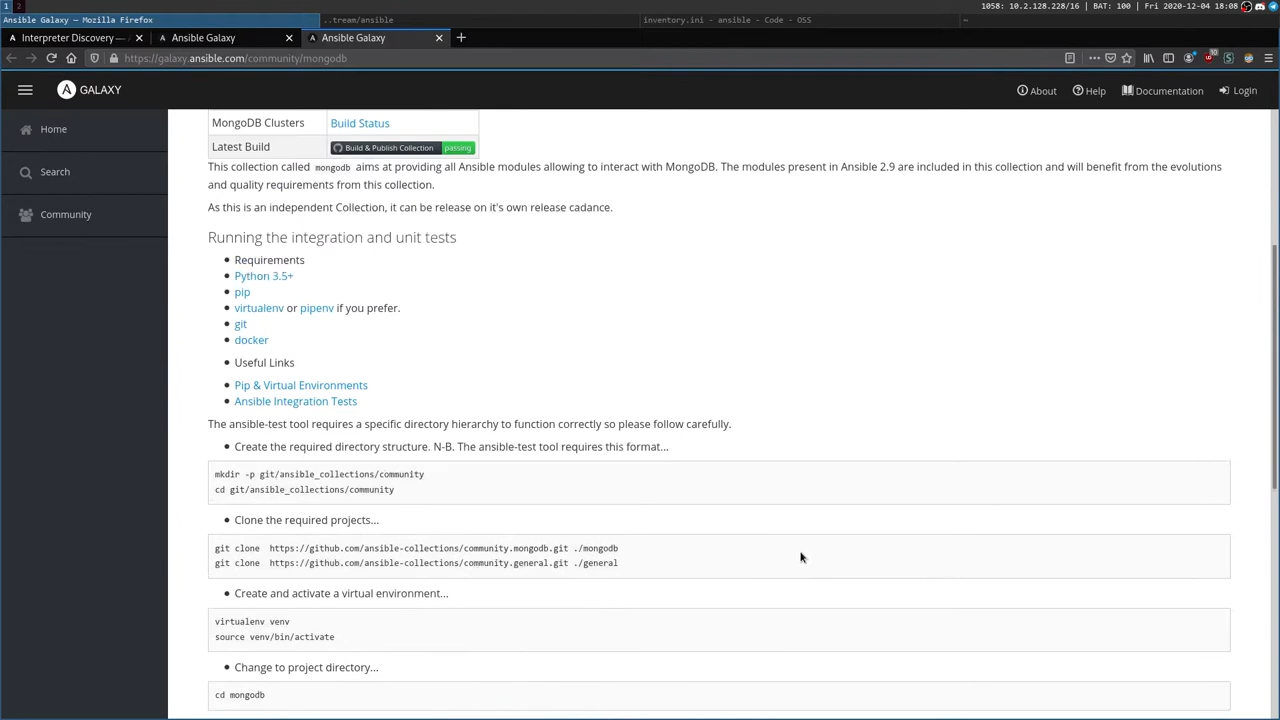 1 2 1058: 10.2.128.228/16 | BAT: 100 | Fri 2020-12-04 18:08
Ansible Galaxy — Mozilla Firefox ..tream/ansible inventory.ini - ansible - Code - OSS ~
Interpreter Discovery — Ansible Galaxy Ansible Galaxy
https://galaxy.ansible.com/community/mongodb 10
A GALAXY About Help Documentation Login
Home
Search
Community
MongoDB Clusters Build Status
Latest Build Build & Publish Collection passing
This collection called mongodb aims at providing all Ansible modules allowing to interact with MongoDB. The modules present in Ansible 2.9 are included in this collection and will benefit from the evolutions
and quality requirements from this collection.
As this is an independent Collection, it can be release on it's own release cadance.
Running the integration and unit tests
Requirements
Python 3.5+
pip
virtualenv or pipenv if you prefer.
git
docker
Useful Links
Pip & Virtual Environments
Ansible Integration Tests
The ansible-test tool requires a specific directory hierarchy to function correctly so please follow carefully.
Create the required directory structure. N-B. The ansible-test tool requires this format...
mkdir -p git/ansible_collections/community
cd git/ansible_collections/community
Clone the required projects...
git clone https://github.com/ansible-collections/community.mongodb.git ./mongodb
git clone https://github.com/ansible-collections/community.general.git ./general
Create and activate a virtual environment...
virtualenv venv
source venv/bin/activate
Change to project directory...
cd mongodb